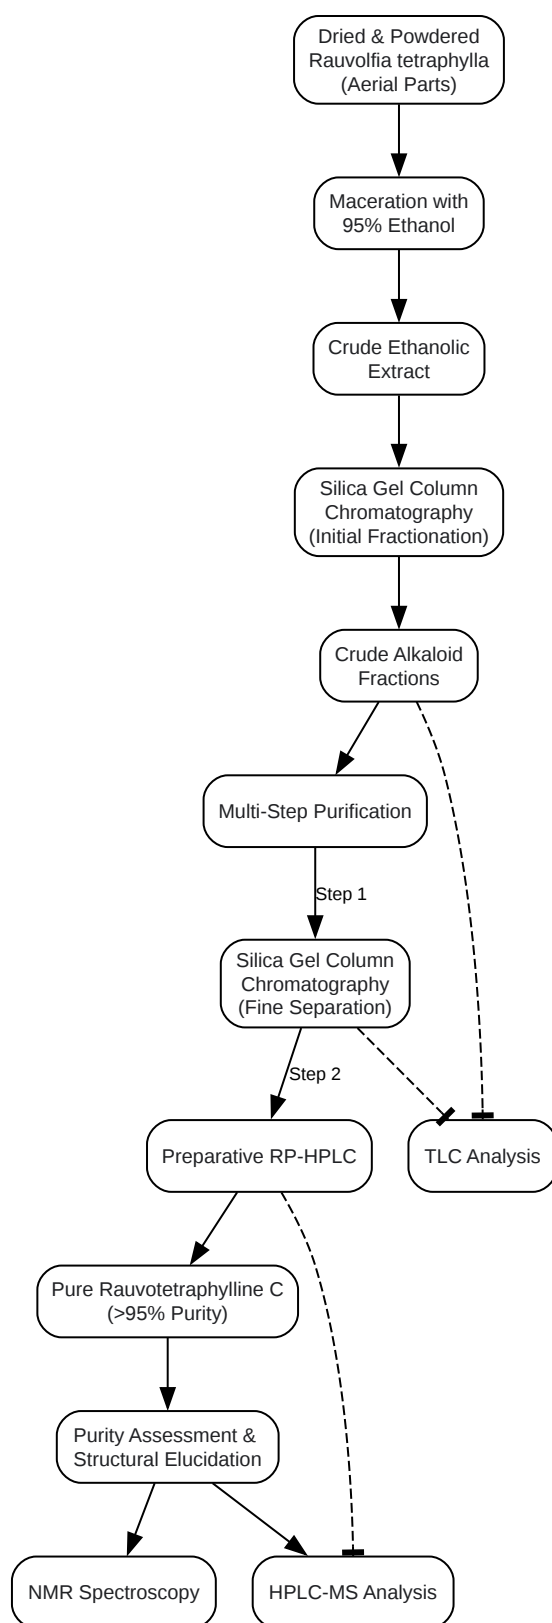 Dried & Powdered
Rauvolfia tetraphylla
(Aerial Parts)
Maceration with
95% Ethanol
Crude Ethanolic
Extract
Silica Gel Column
Chromatography
(Initial Fractionation)
Crude Alkaloid
Fractions
Multi-Step Purification
Step 1
Silica Gel Column
Chromatography
(Fine Separation)
Step 2
Preparative RP-HPLC
TLC Analysis
Pure Rauvotetraphylline C
(>95% Purity)
Purity Assessment &
Structural Elucidation
NMR Spectroscopy
HPLC-MS Analysis